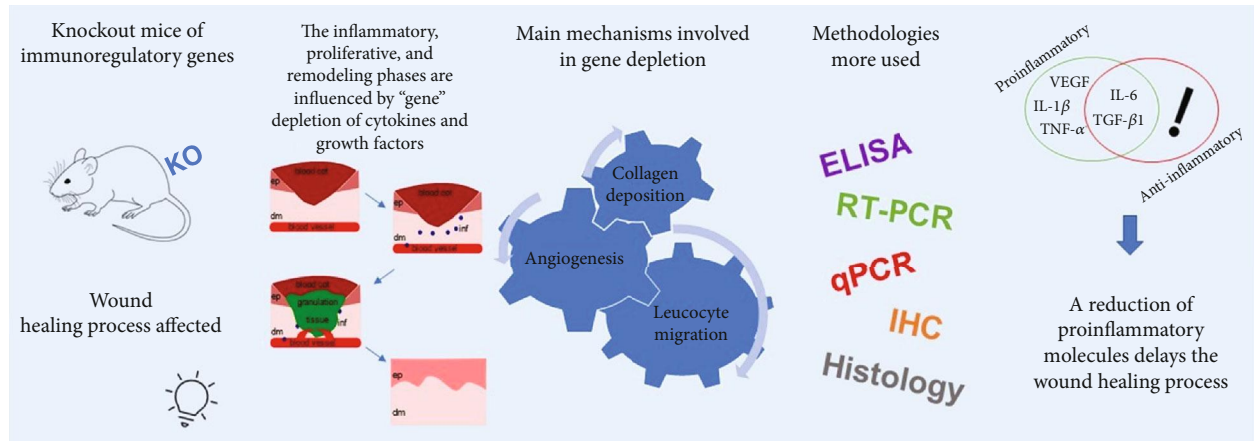 Knockout mice of
immunoregulatory genes
KO
Wound
healing process affected
The inflammatory,
proliferative, and
remodeling phases are
influenced by “gene”
depletion of cytokines and
growth factors
blood clot
ep
dm
blood vessel
blood clot
ep
inf
dm
blood vessel
blood clot
ep
granulation
tissue
inf
dm
blood vessel
ep
dm
Main mechanisms involved
in gene depletion
Collagen
deposition
Angiogenesis
Leucocyte
migration
Methodologies
more used
ELISA
RT-PCR
qPCR
IHC
Histology
Proinflammatory
VEGF
IL-1β
TNF-α
IL-6
TGF-β1
!
Anti-inflammatory
A reduction of
proinflammatory
molecules delays the
wound healing process